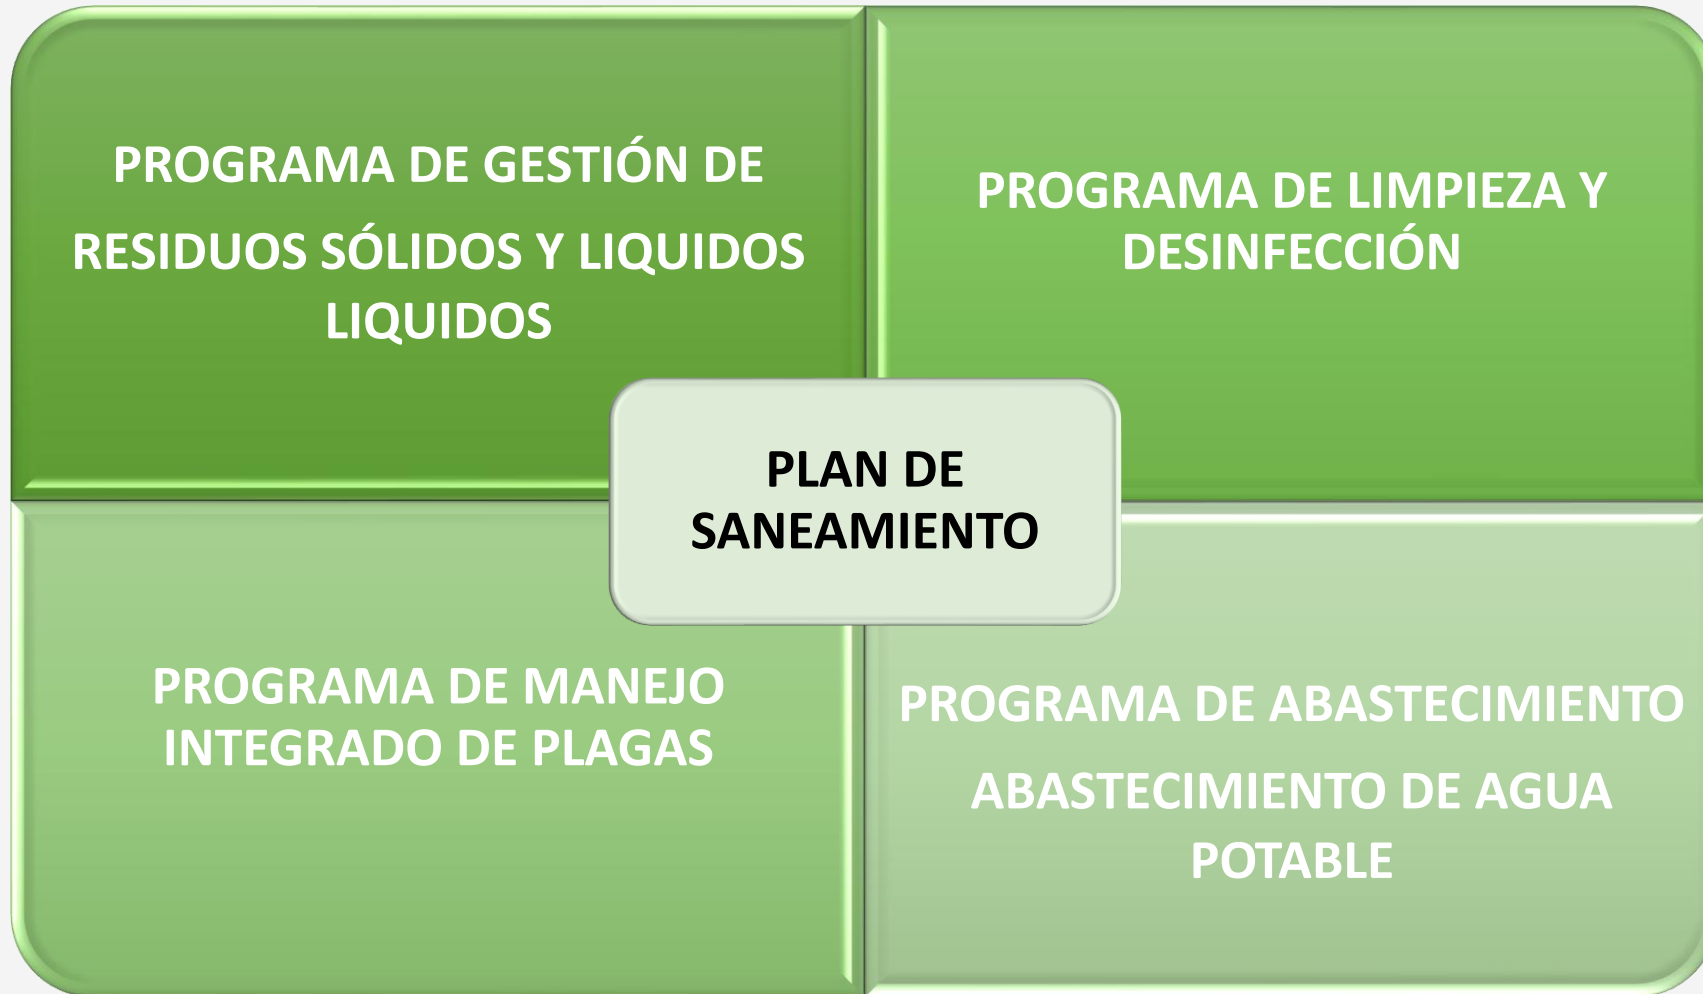 PROGRAMA DE GESTIÓN DE
RESIDUOS SÓLIDOS Y LIQUIDOS
LIQUIDOS
PROGRAMA DE LIMPIEZA Y
DESINFECCIÓN
PLAN DE
SANEAMIENTO
PROGRAMA DE MANEJO
INTEGRADO DE PLAGAS
PROGRAMA DE ABASTECIMIENTO
ABASTECIMIENTO DE AGUA
POTABLE